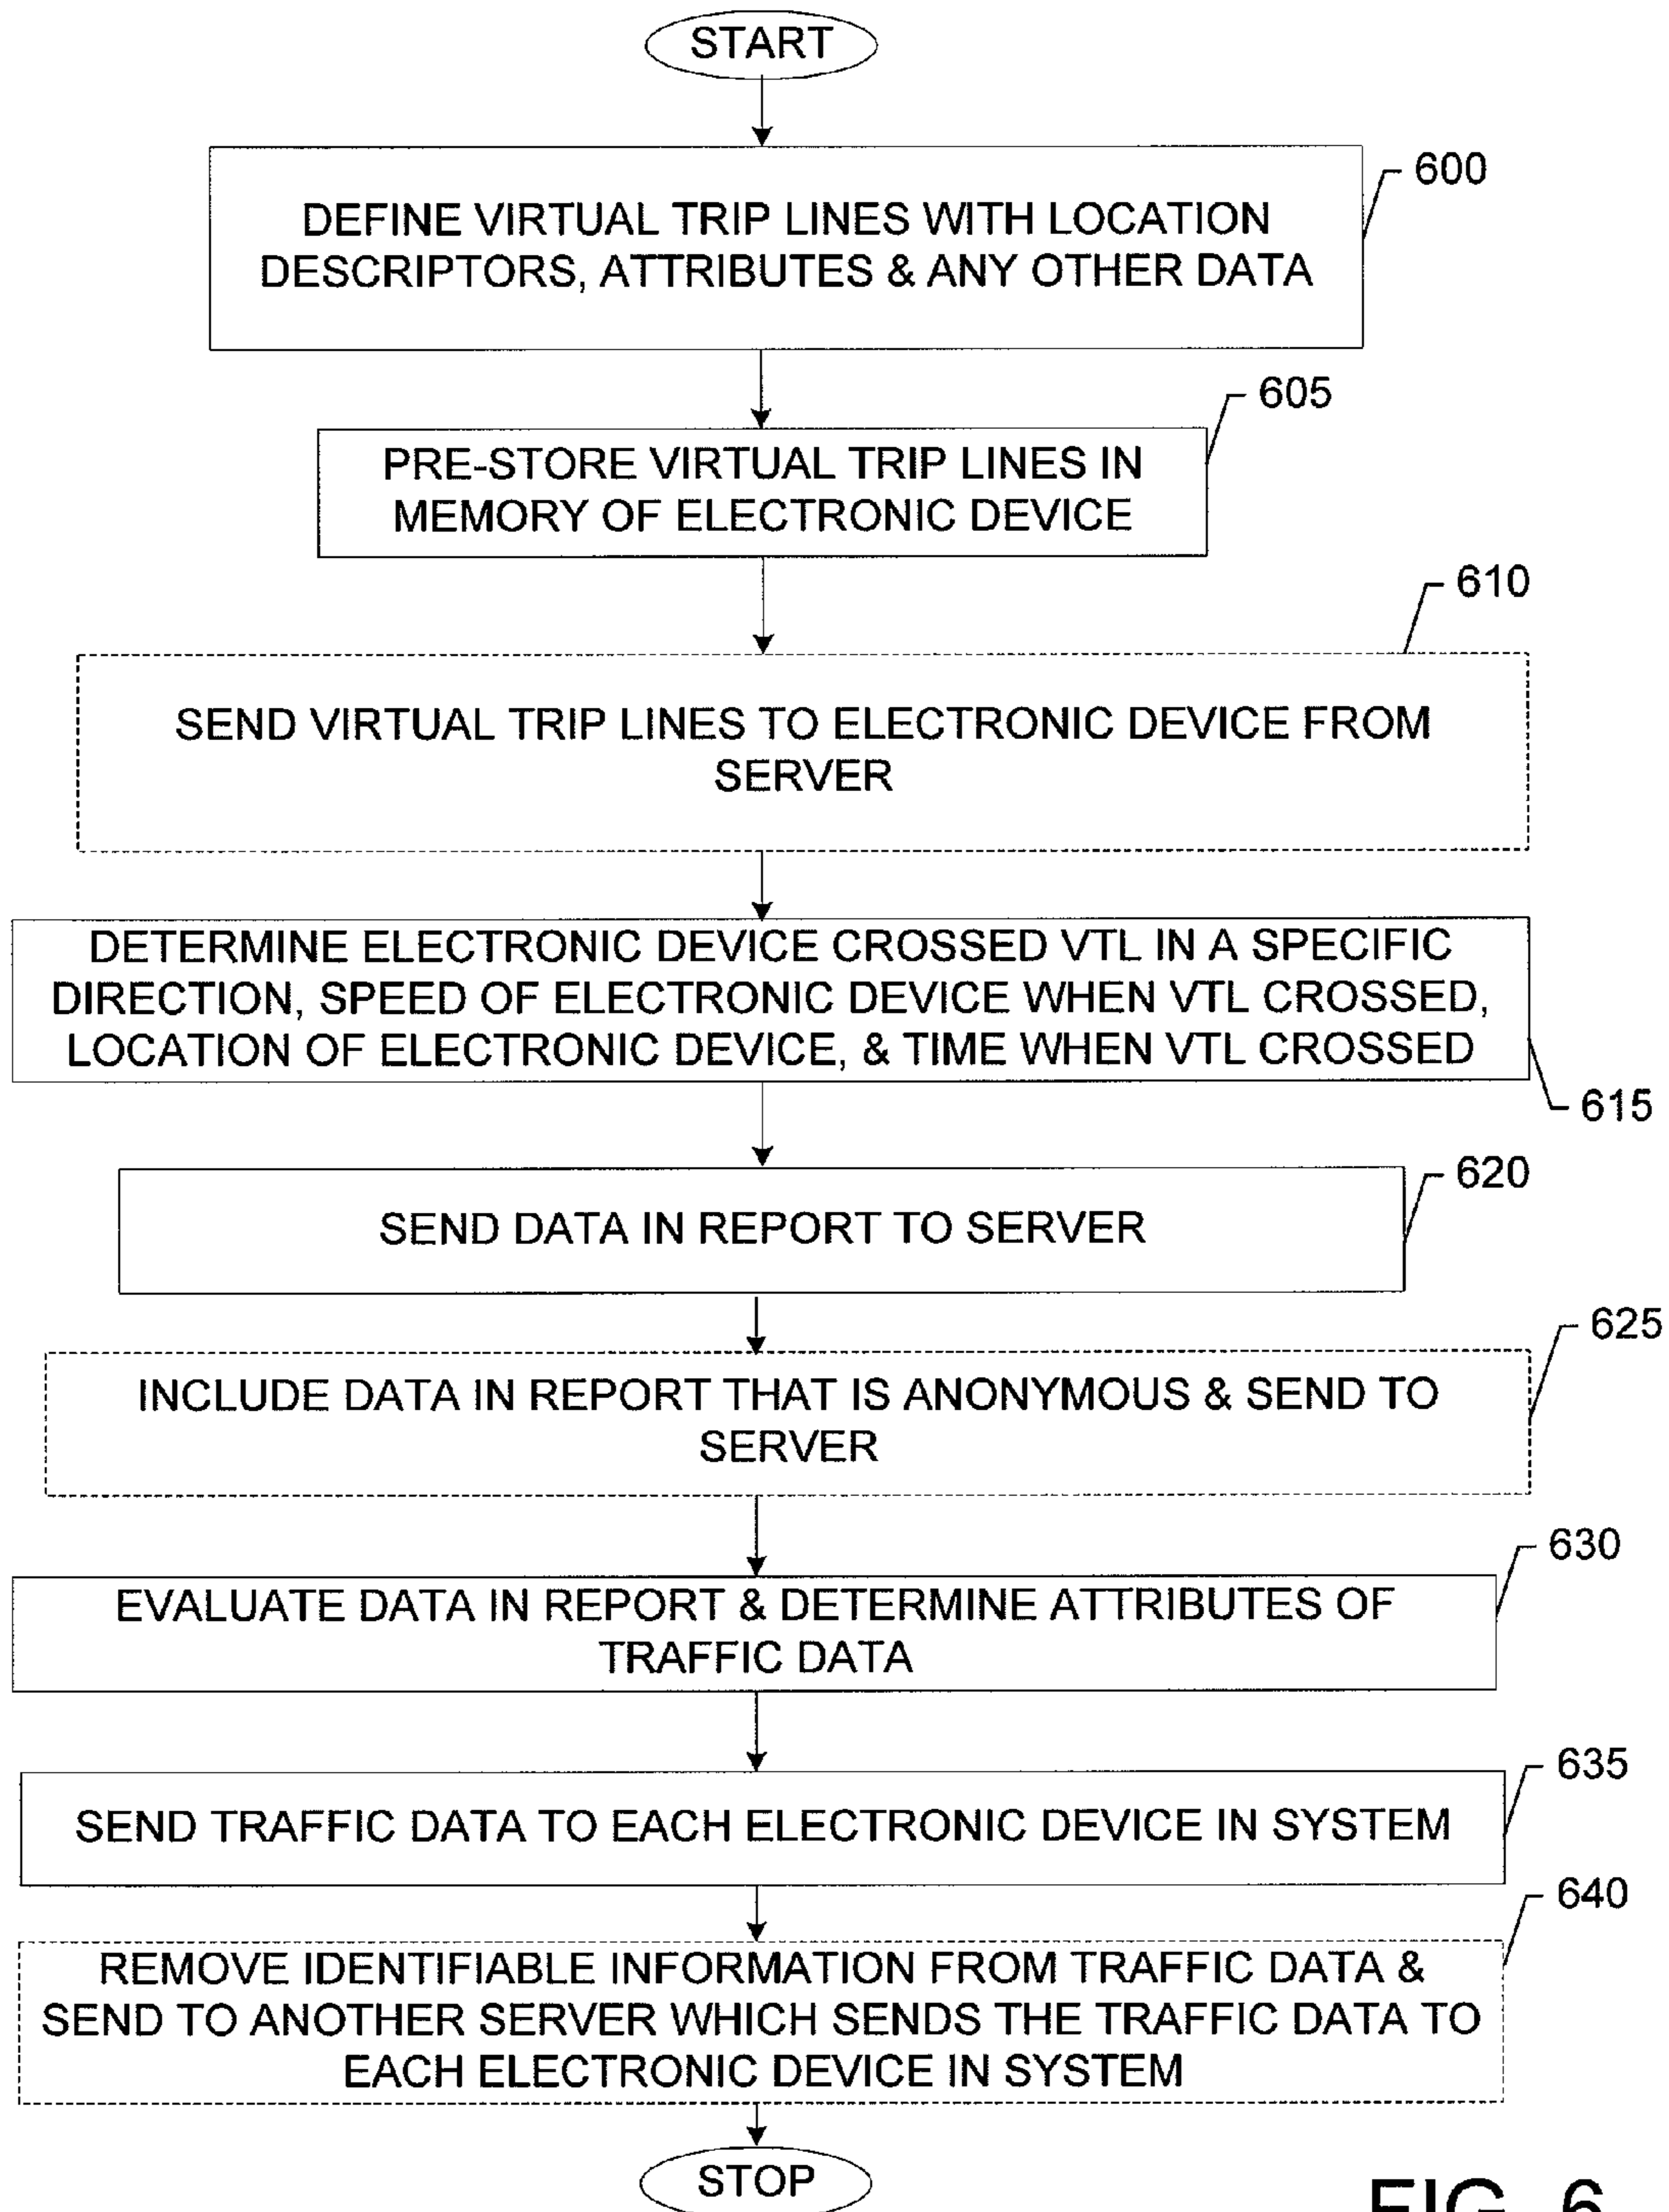 START
600
DEFINE VIRTUAL TRIP LINES WITH LOCATION
DESCRIPTORS, ATTRIBUTES & ANY OTHER DATA
605
PRE-STORE VIRTUAL TRIP LINES IN
MEMORY OF ELECTRONIC DEVICE
610
SEND VIRTUAL TRIP LINES TO ELECTRONIC DEVICE FROM
SERVER
DETERMINE ELECTRONIC DEVICE CROSSED VTL IN A SPECIFIC
DIRECTION, SPEED OF ELECTRONIC DEVICE WHEN VTL CROSSED,
LOCATION OF ELECTRONIC DEVICE, & TIME WHEN VTL CROSSED
615
620
SEND DATA IN REPORT TO SERVER
625
INCLUDE DATA IN REPORT THAT IS ANONYMOUS & SEND TO
SERVER
630
EVALUATE DATA IN REPORT & DETERMINE ATTRIBUTES OF
TRAFFIC DATA
635
SEND TRAFFIC DATA TO EACH ELECTRONIC DEVICE IN SYSTEM
640
REMOVE IDENTIFIABLE INFORMATION FROM TRAFFIC DATA &
SEND TO ANOTHER SERVER WHICH SENDS THE TRAFFIC DATA TO
EACH ELECTRONIC DEVICE IN SYSTEM
STOP
FIG. 6